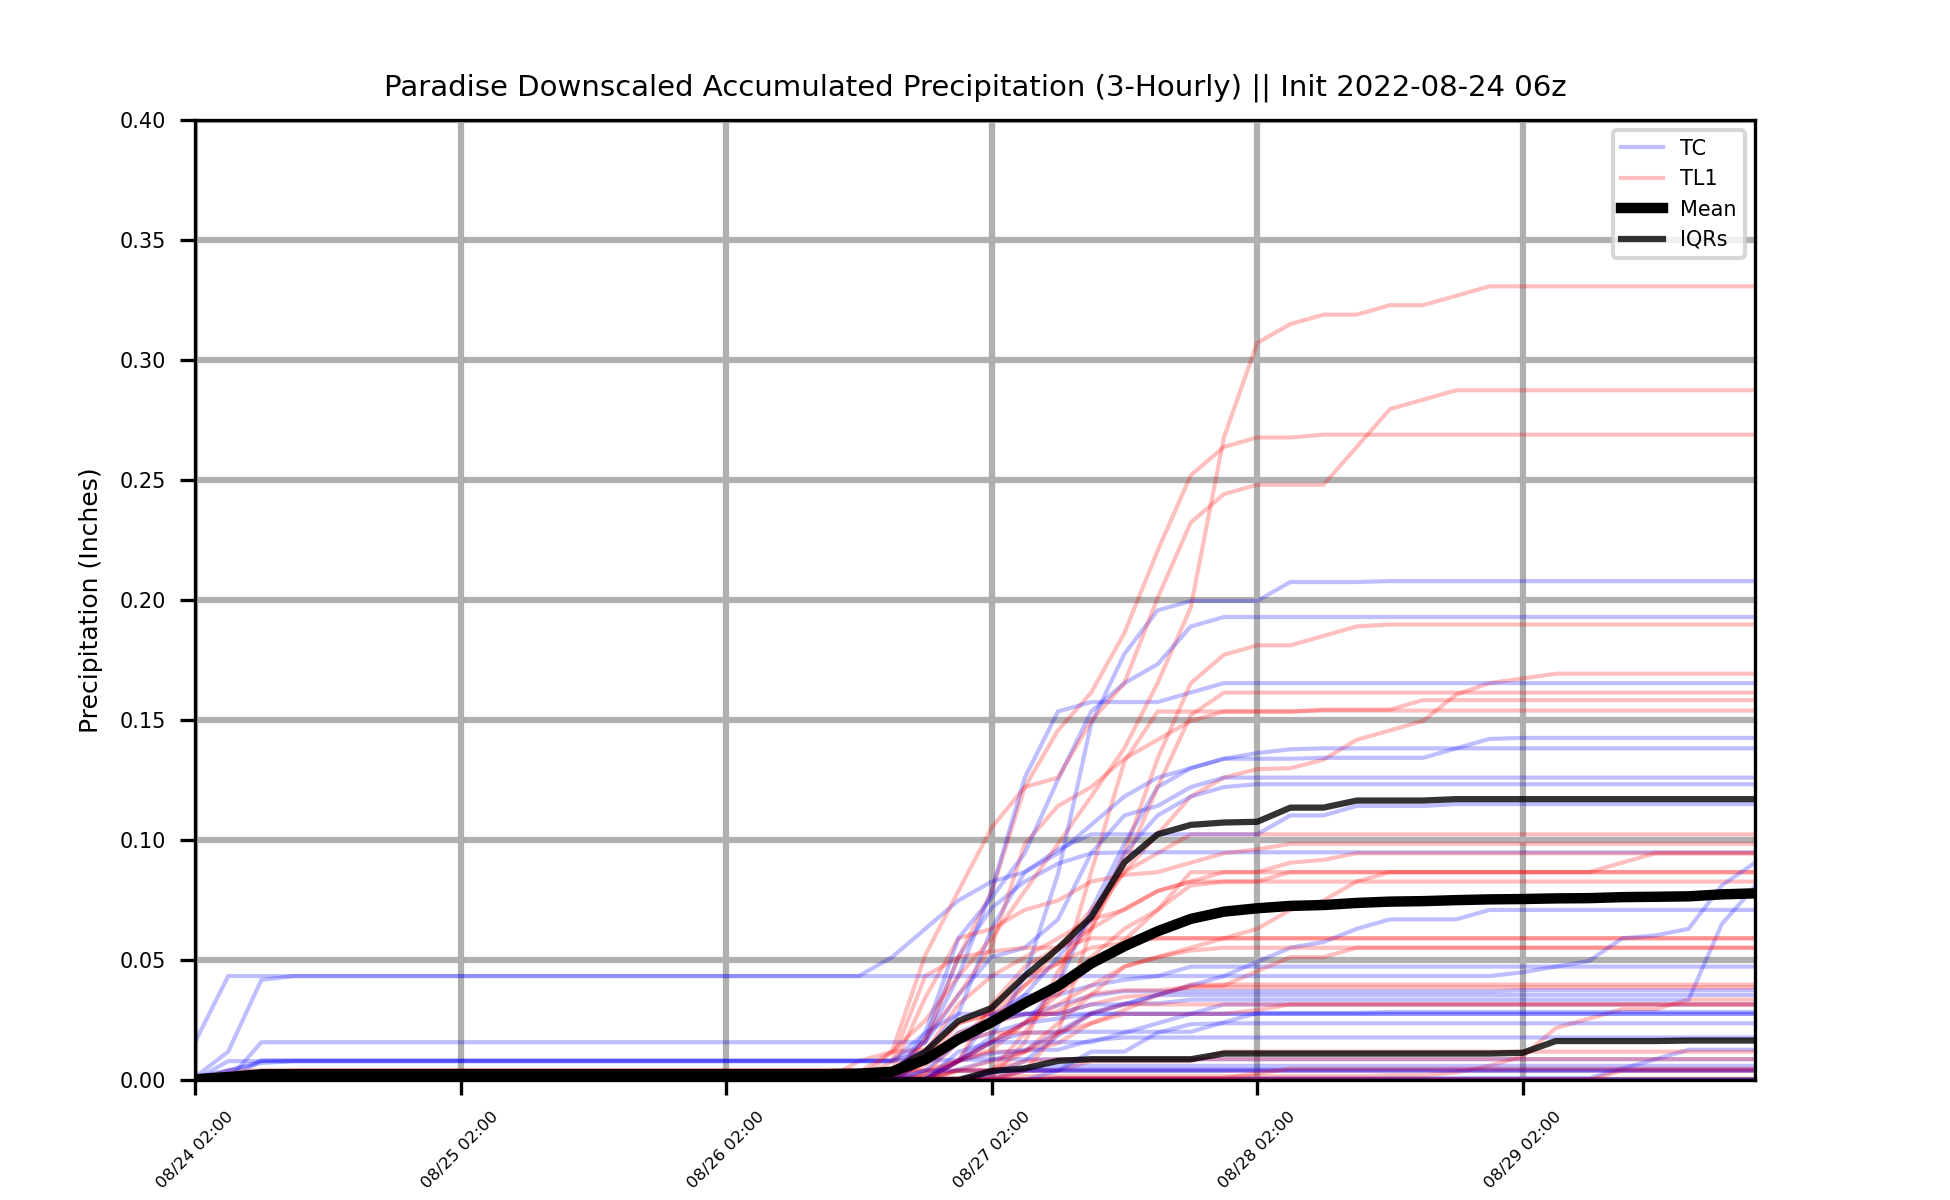 Paradise Downscaled Accumulated Precipitation (3-Hourly) || Init 2022-08-24 06z
TC
TL1
Mean
IQRs
Precipitation (Inches)
0.40
0.35
0.30
0.25
0.20
0.15
0.10
0.05
0.00
08/24 02:00
08/25 02:00
08/26 02:00
08/27 02:00
08/28 02:00
08/29 02:00